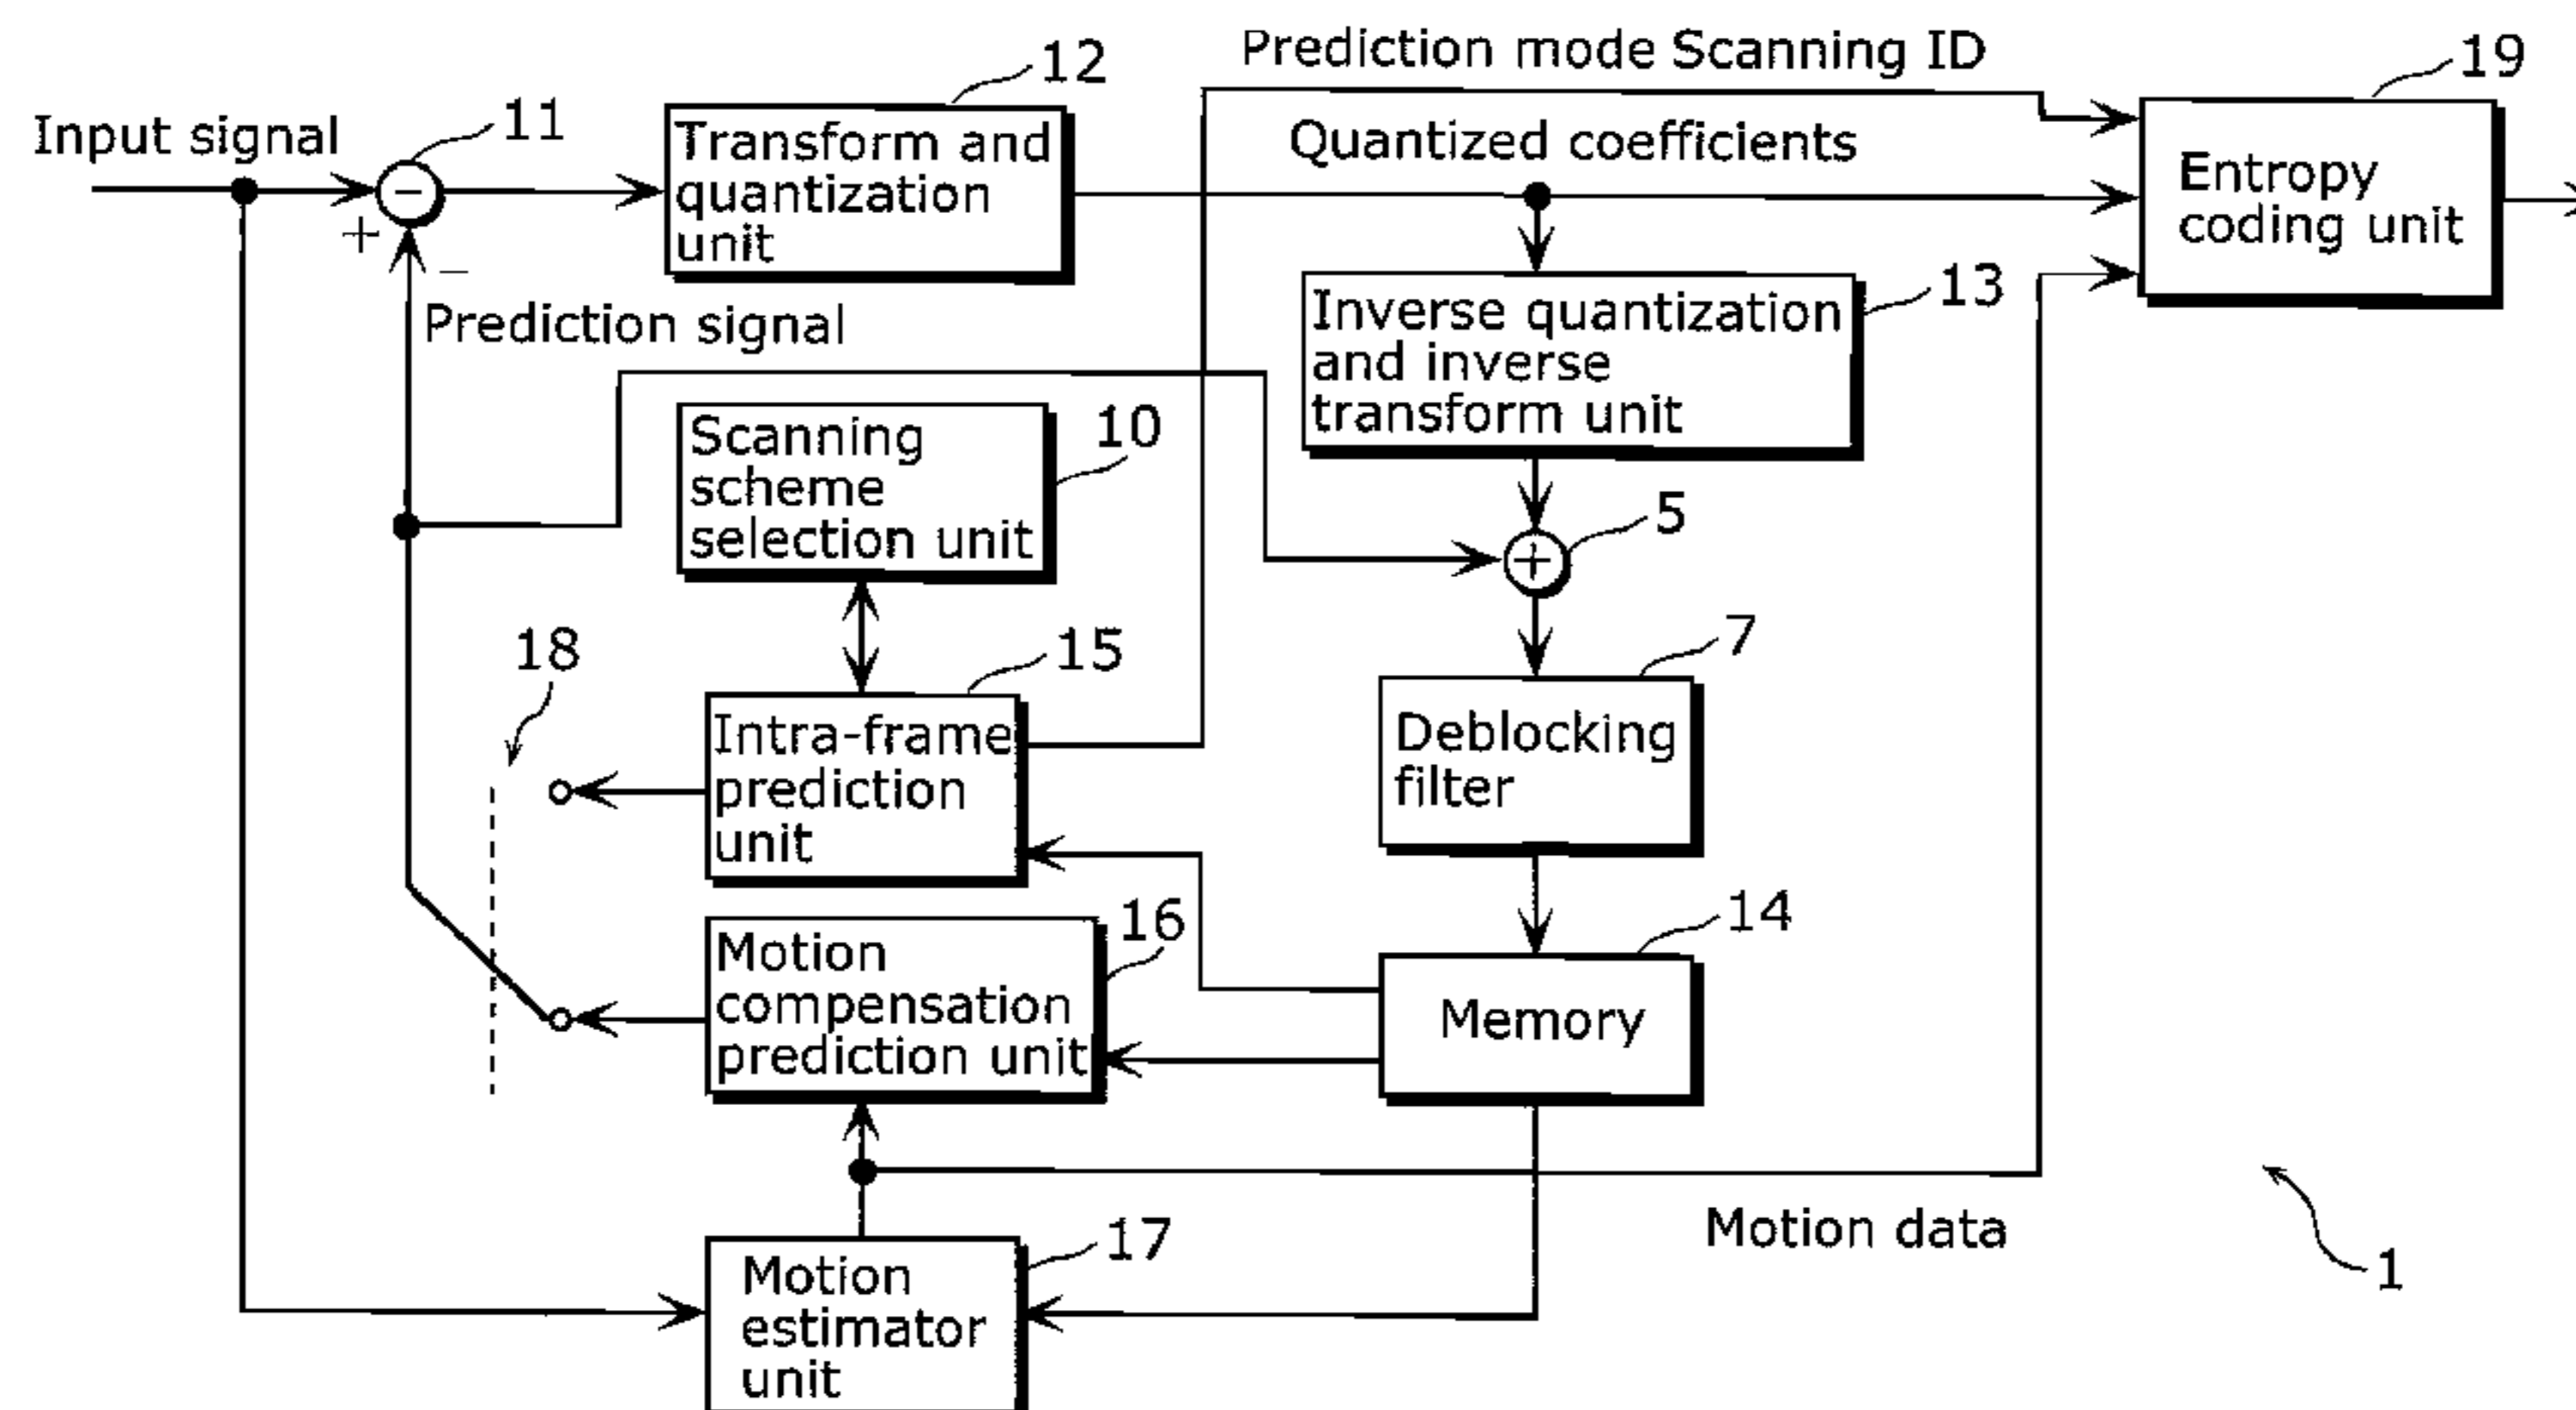 Prediction mode Scanning ID
19
12
Input signal
11
Transform and
quantization
unit
Quantized coefficients
Entropy
coding unit
−
+
−
Prediction signal
13
Inverse quantization
and inverse
transform unit
Scanning
scheme
selection unit
10
5
+
18
15
7
Intra-frame
prediction
unit
Deblocking
filter
16
14
Motion
compensation
prediction unit
Memory
17
Motion data
Motion
estimator
unit
1